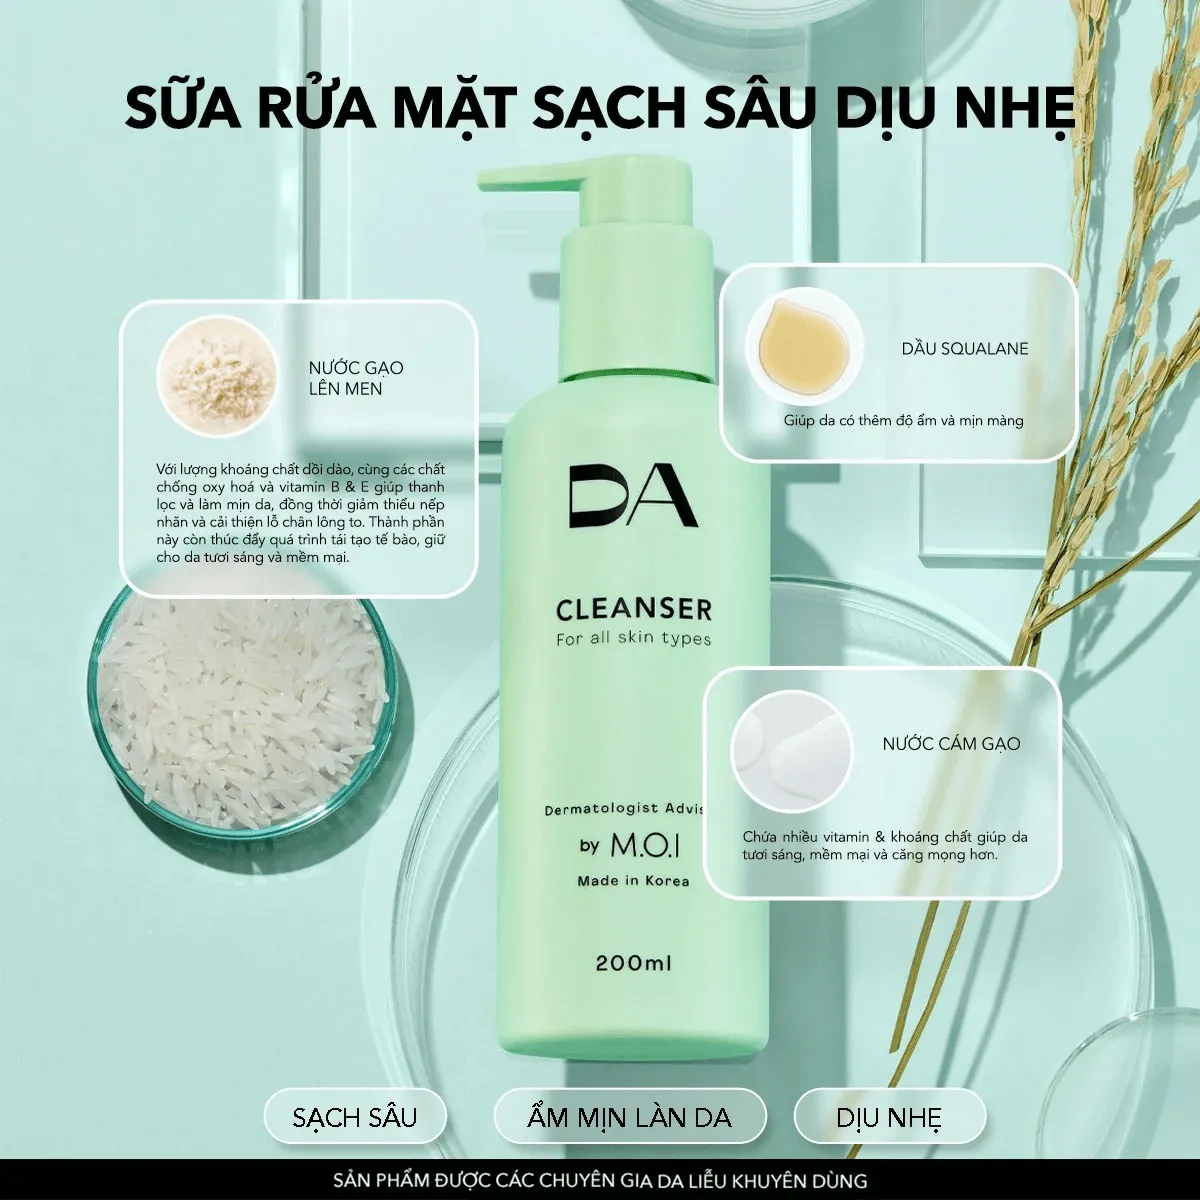 SỮA RỬA MẶT SẠCH SÂU DỊU NHẸ
NƯỚC GẠO
LÊN MEN
Với lượng khoáng chất dồi dào, cùng các chất
chống oxy hoá và vitamin B & E giúp thanh
lọc và làm mịn da, đồng thời giảm thiểu nếp
nhăn và cải thiện lỗ chân lông to. Thành phần
này còn thúc đẩy quá trình tái tạo tế bào, giữ
cho da tươi sáng và mềm mại.
DẦU SQUALANE
Giúp da có thêm độ ẩm và mịn màng
DA
CLEANSER
For all skin types
NƯỚC CÁM GẠO
Chứa nhiều vitamin & khoáng chất giúp da
tươi sáng, mềm mại và căng mọng hơn.
Dermatologist Advis
by M.O.I
Made in Korea
200ml
SẠCH SÂU
ẨM MỊN LÀN DA
DỊU NHẸ
SẢN PHẨM ĐƯỢC CÁC CHUYÊN GIA DA LIỄU KHUYÊN DÙNG